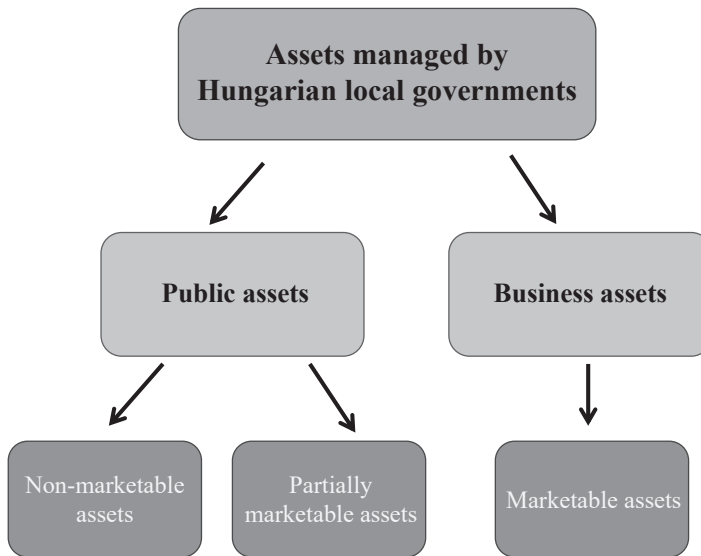 Assets managed by
Hungarian local governments
Public assets
Business assets
Non-marketable
assets
Partially
marketable assets
Marketable assets